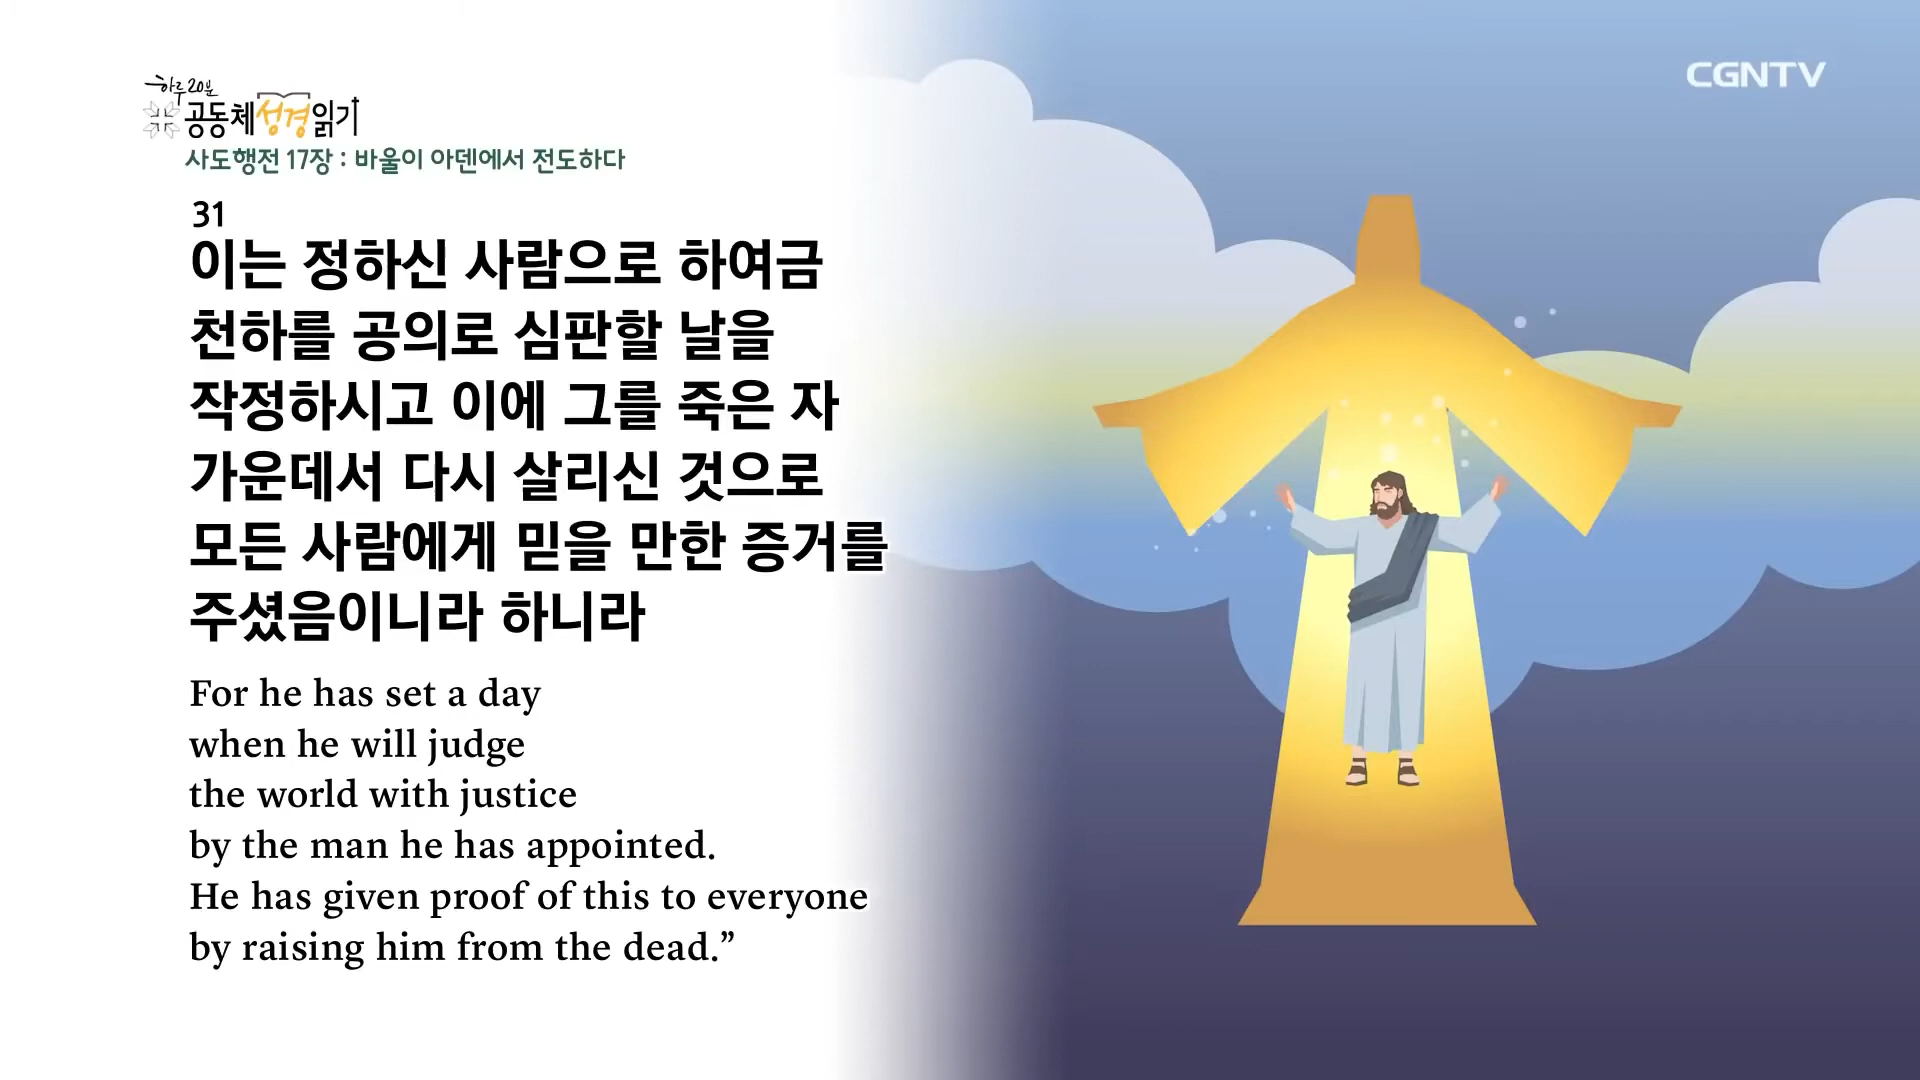 하루 20분
공동체성경읽기
CGNTV
사도행전 17장 : 바울이 아덴에서 전도하다
31
이는 정하신 사람으로 하여금
천하를 공의로 심판할 날을
작정하시고 이에 그를 죽은 자
가운데서 다시 살리신 것으로
모든 사람에게 믿을 만한 증거를
주셨음이니라 하니라
For he has set a day
when he will judge
the world with justice
by the man he has appointed.
He has given proof of this to everyone
by raising him from the dead.”